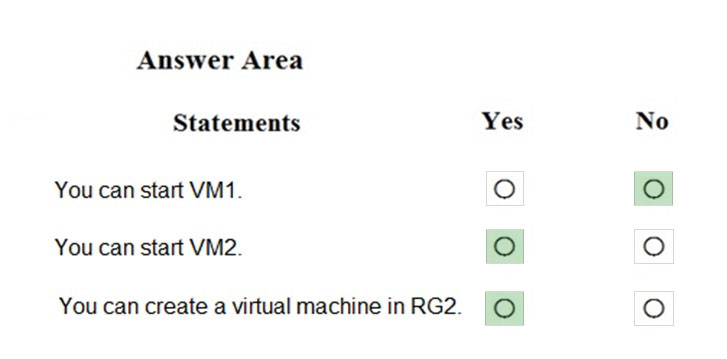 Answer Area
Statements Yes No
You can start VM1.
You can start VM2.
You can create a virtual machine in RG2.